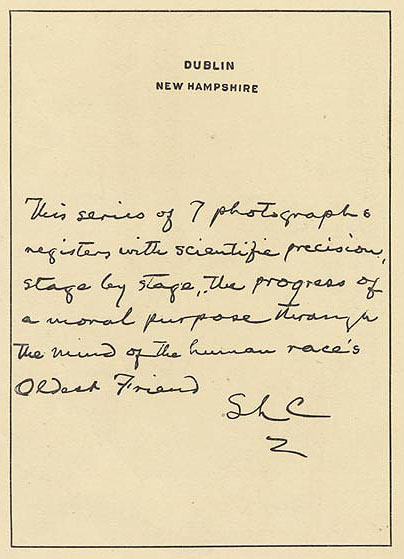 DUBLIN
NEW HAMPSHIRE
This series of 7 photographs
registers with scientific precision,
stage by stage, the progress of
a moral purpose through
the mind of the human race's
Oldest Friend
SLC